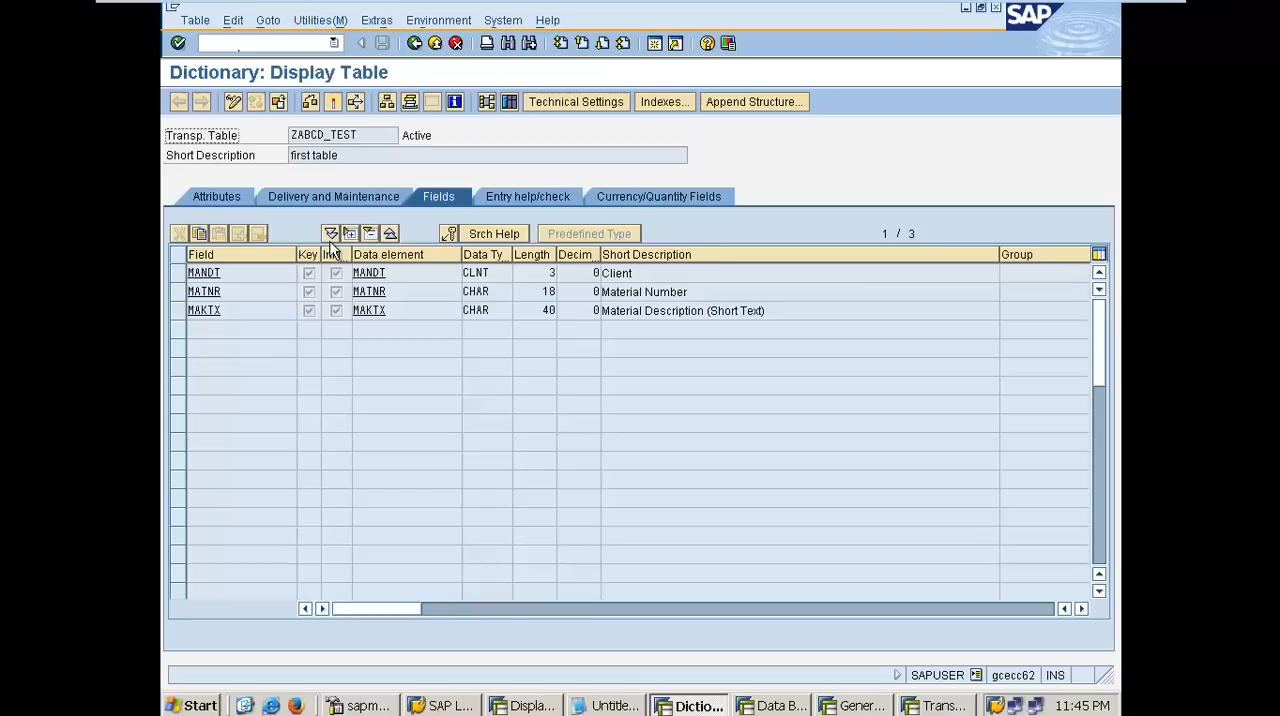 Table Edit Goto Utilities(M) Extras Environment System Help
SAP
Dictionary: Display Table
Technical Settings Indexes... Append Structure...
Transp. Table ZABCD_TEST Active
Short Description first table
Attributes Delivery and Maintenance Fields Entry help/check Currency/Quantity Fields
Srch Help Predefined Type 1 / 3
Field Key Data element Data Ty.. Length Decim.. Short Description Group
MANDT MANDT CLNT 3 0 Client
MATNR MATNR CHAR 18 0 Material Number
MAKTX MAKTX CHAR 40 0 Material Description (Short Text)
SAPUSER gcecc62 INS
Start sapm... SAP L... Displa... Untitle... Dictio... Data B... Gener... Trans... 11:45 PM